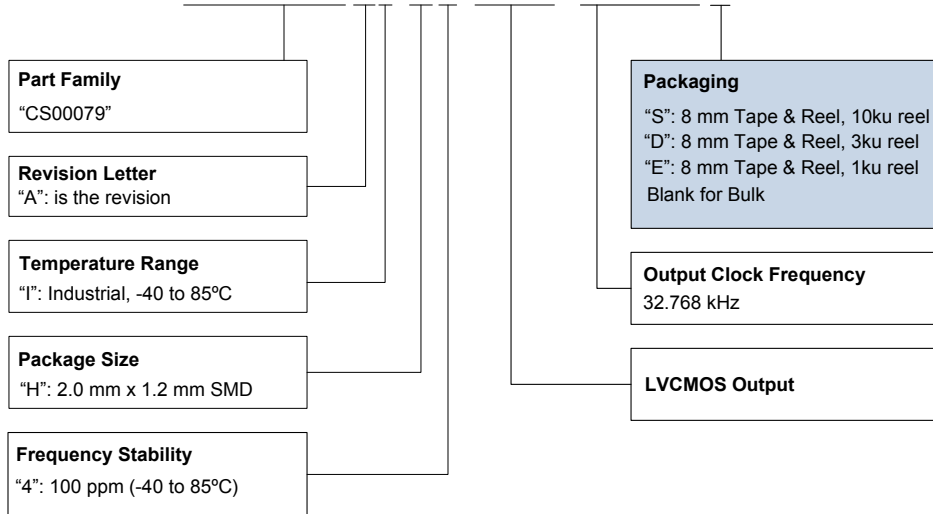 Part Family
“CS00079”
Revision Letter
“A”: is the revision
Temperature Range
“I”: Industrial, -40 to 85ºC
Package Size
“H”: 2.0 mm x 1.2 mm SMD
Frequency Stability
“4”: 100 ppm (-40 to 85ºC)
Packaging
“S”: 8 mm Tape & Reel, 10ku reel
“D”: 8 mm Tape & Reel, 3ku reel
“E”: 8 mm Tape & Reel, 1ku reel
Blank for Bulk
Output Clock Frequency
32.768 kHz
LVCMOS Output